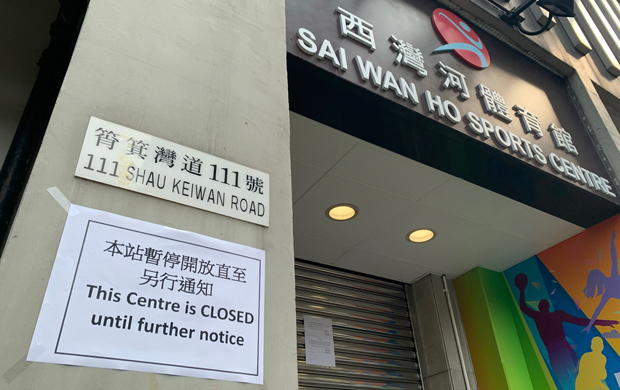 西灣河體育館
SAI WAN HO SPORTS CENTRE
筲箕灣道111號
111 SHAU KEIWAN ROAD
本站暫停開放直至
另行通知
This Centre is CLOSED
until further notice